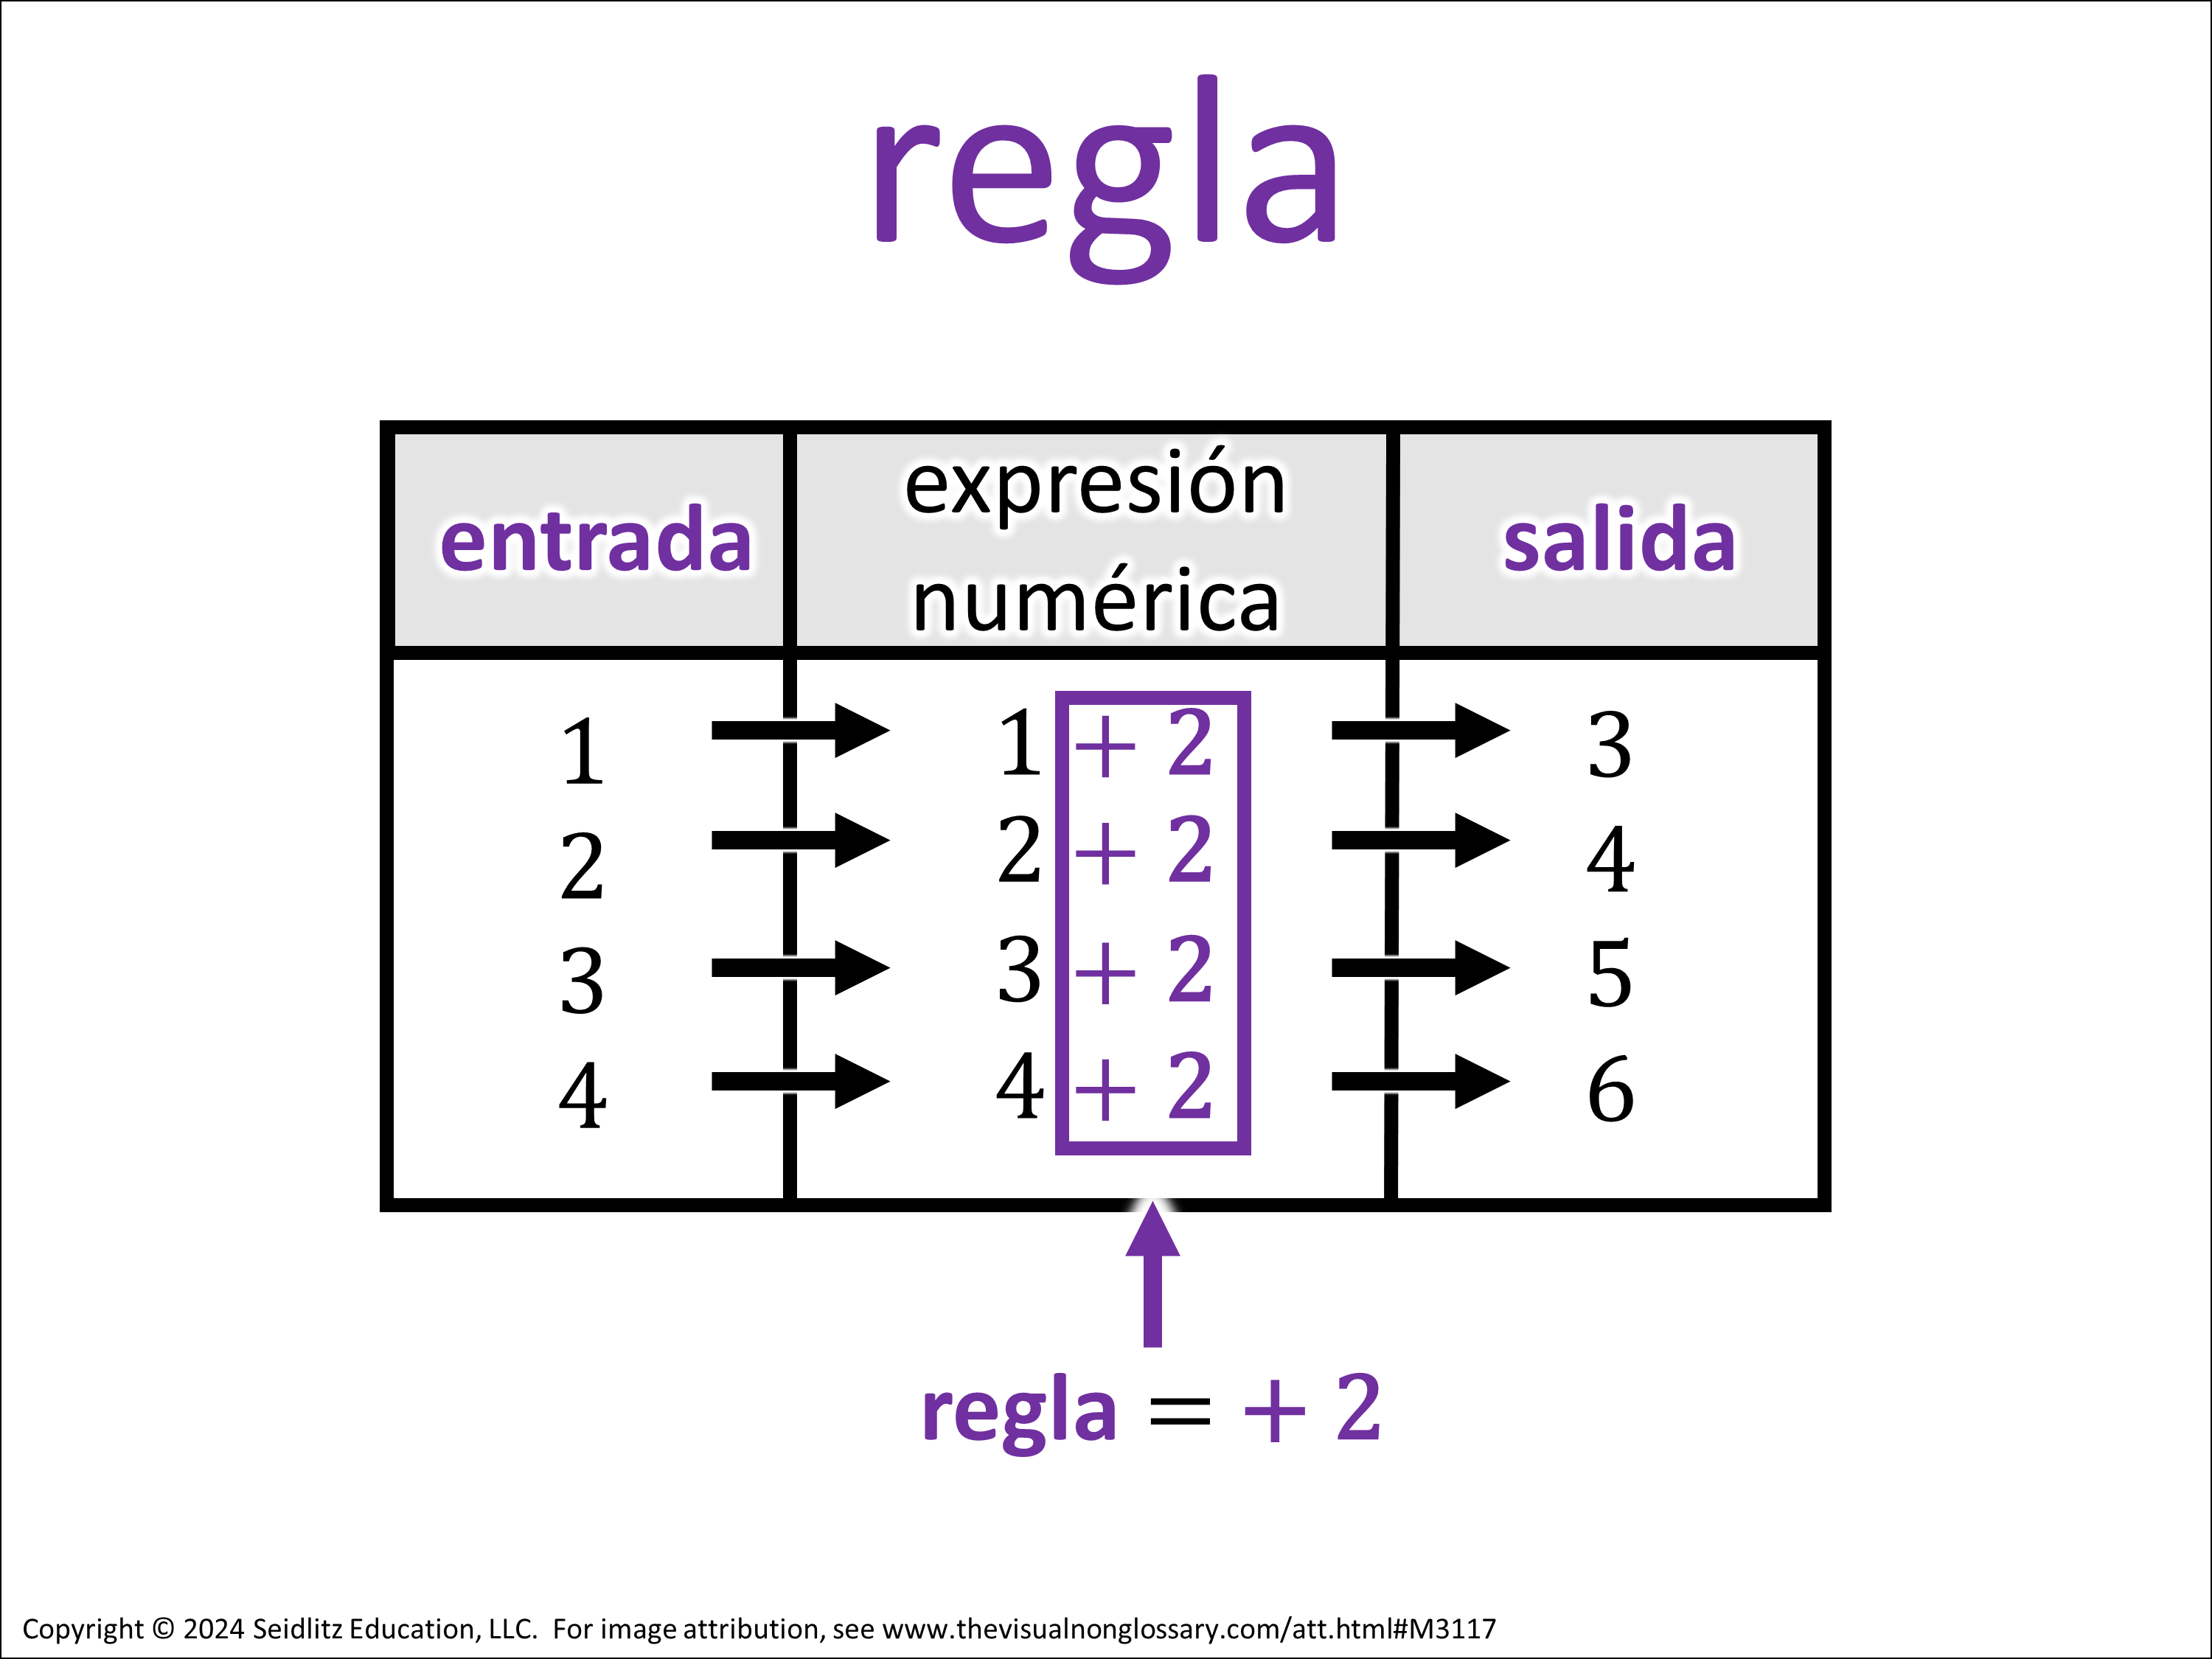 regla
entrada
expresión
numérica
salida
1 1 + 2 3
2 2 + 2 4
3 3 + 2 5
4 4 + 2 6
regla = + 2
Copyright © 2024 Seidlitz Education, LLC.  For image attribution, see www.thevisualnonglossary.com/att.html#M3117